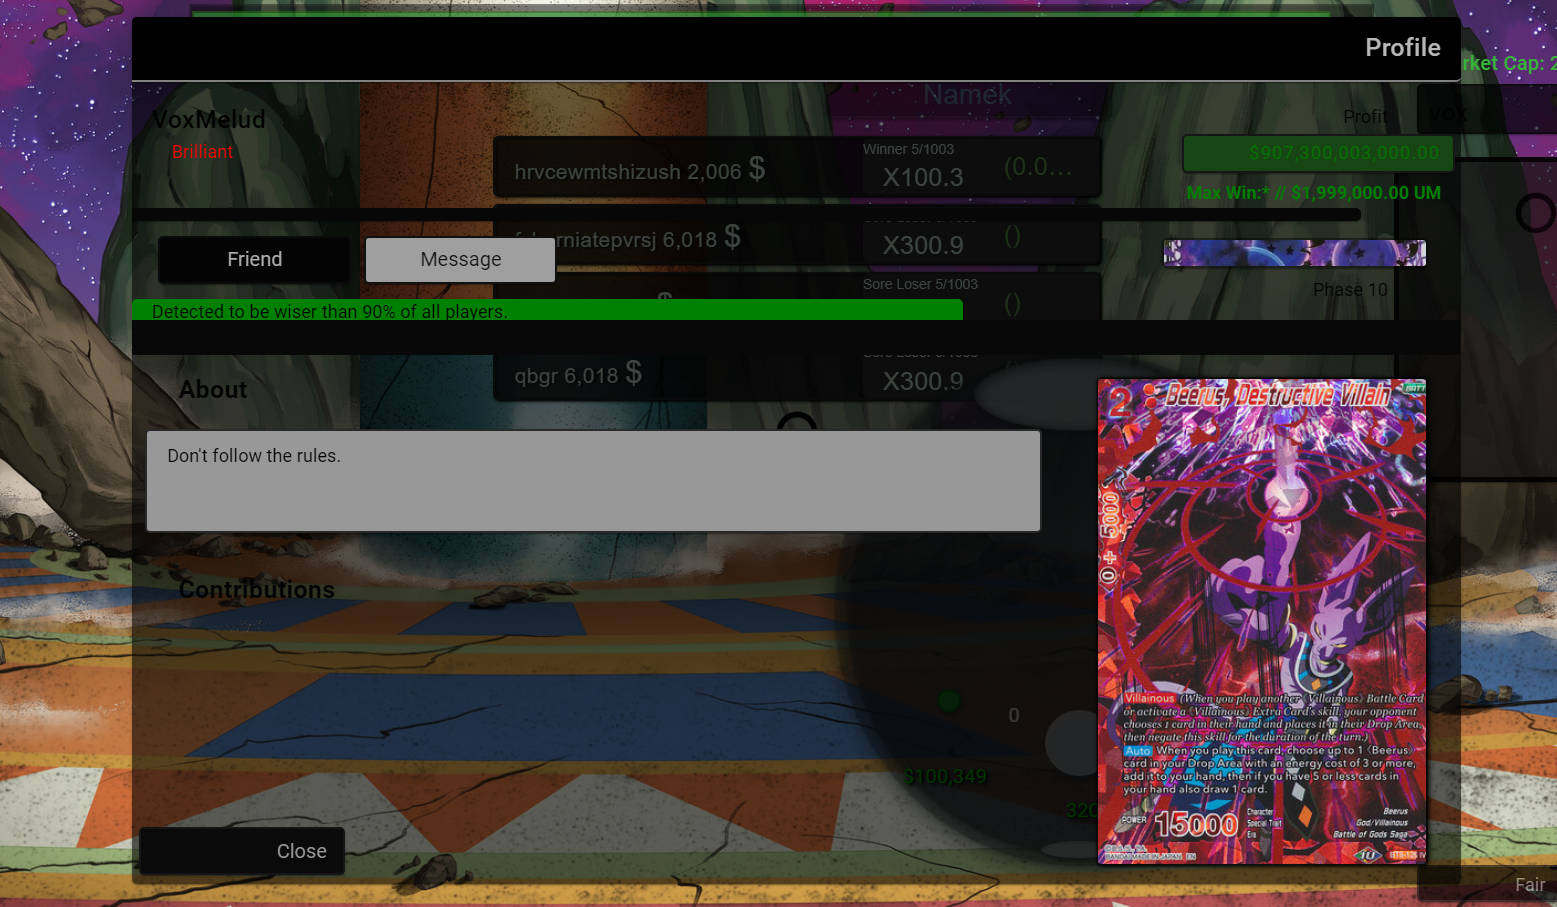 Profile
rket Cap: 2
VoxMelud
Brilliant
Namek
Profit
VOX
hrvcewmtshizush 2,006 $
Winner 5/1003
X100.3
(0.0...
$907,300,003,000.00
Max Win:* // $1,999,000.00 UM
rniatepvrsj 6,018 $
X300.9
()
Friend
Message
Sore Loser 5/1003
()
Phase 10
Detected to be wiser than 90% of all players.
qbgr 6,018 $
X300.9
About
Don't follow the rules.
Contributions
0
$100,349
320
Close
Fair
2
Beerus, Destructive Villain
BATT
0 + 5000
Villainous (When you play another 《Villainous》 Battle Card
or activate a 《Villainous》 Extra Card's skill, your opponent
chooses 1 card in their hand and places it in their Drop Area,
then negate this skill for the duration of the turn.)
Auto When you play this card, choose up to 1 《Beerus》
card in your Drop Area with an energy cost of 3 or more,
add it to your hand, then if you have 5 or less cards in
your hand also draw 1 card.
POWER 15000
Character Beerus
Special Trait God/Villainous
Era Battle of Gods Saga
BANDAI MADE IN JAPAN EN